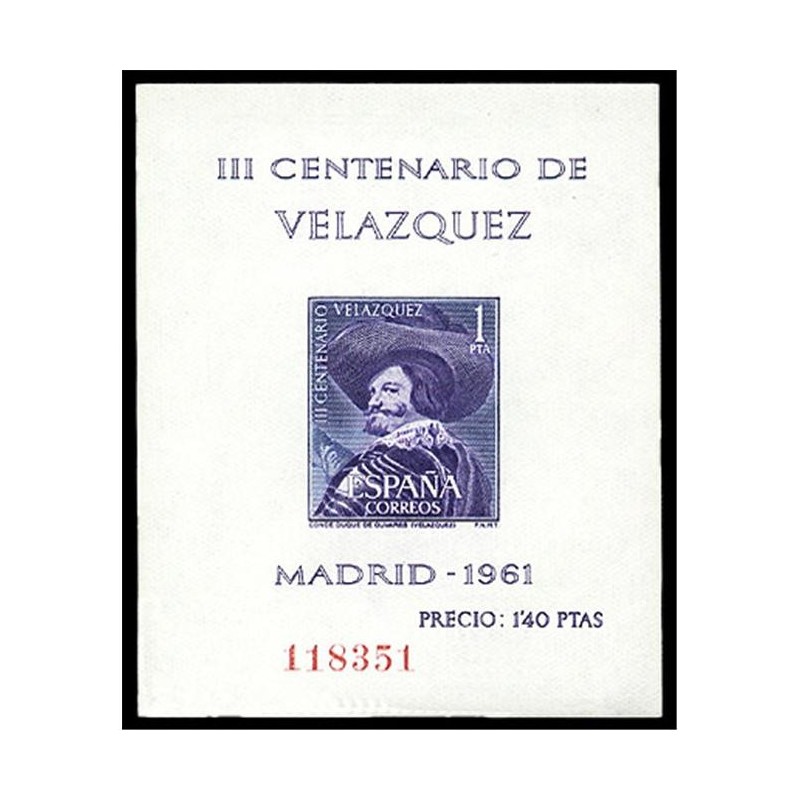 III CENTENARIO DE
VELAZQUEZ
III CENTENARIO VELAZQUEZ
1
PTA
ESPAÑA
CORREOS
CONDE DUQUE DE OLIVARES (VELAZQUEZ) F.N.M.T
MADRID - 1961
PRECIO: 1'40 PTAS
118351